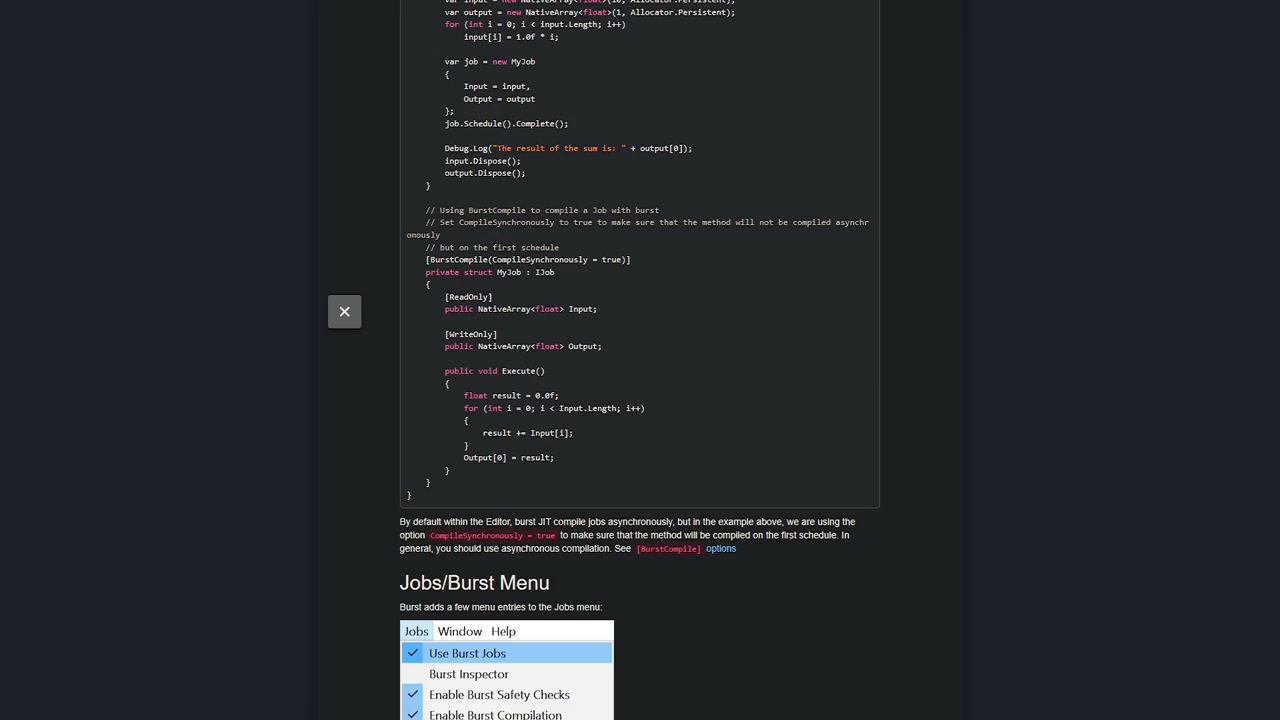 var input = new NativeArray<float>(10, Allocator.Persistent);
var output = new NativeArray<float>(1, Allocator.Persistent);
for (int i = 0; i < input.Length; i++)
input[i] = 1.0f * i;
var job = new MyJob
{
Input = input,
Output = output
};
job.Schedule().Complete();
Debug.Log("The result of the sum is: " + output[0]);
input.Dispose();
output.Dispose();
}
// Using BurstCompile to compile a Job with burst
// Set CompileSynchronously to true to make sure that the method will not be compiled asynchr
onously
// but on the first schedule
[BurstCompile(CompileSynchronously = true)]
private struct MyJob : IJob
{
[ReadOnly]
public NativeArray<float> Input;
[WriteOnly]
public NativeArray<float> Output;
public void Execute()
{
float result = 0.0f;
for (int i = 0; i < Input.Length; i++)
{
result += Input[i];
}
Output[0] = result;
}
}
}
By default within the Editor, burst JIT compile jobs asynchronously, but in the example above, we are using the
option CompileSynchronously = true to make sure that the method will be compiled on the first schedule. In
general, you should use asynchronous compilation. See [BurstCompile] options
Jobs/Burst Menu
Burst adds a few menu entries to the Jobs menu:
Jobs Window Help
Use Burst Jobs
Burst Inspector
Enable Burst Safety Checks
Enable Burst Compilation